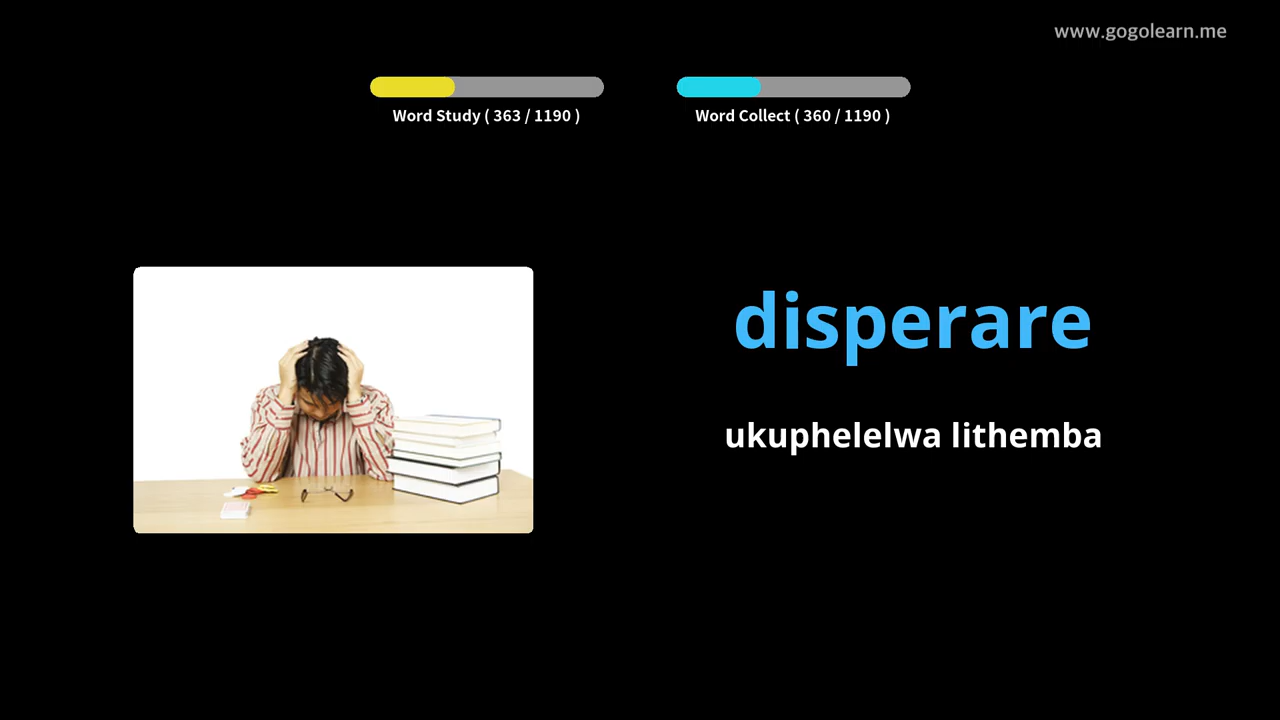 www.gogolearn.me
Word Study ( 363 / 1190 )
Word Collect ( 360 / 1190 )
disperare
ukuphelelwa lithemba